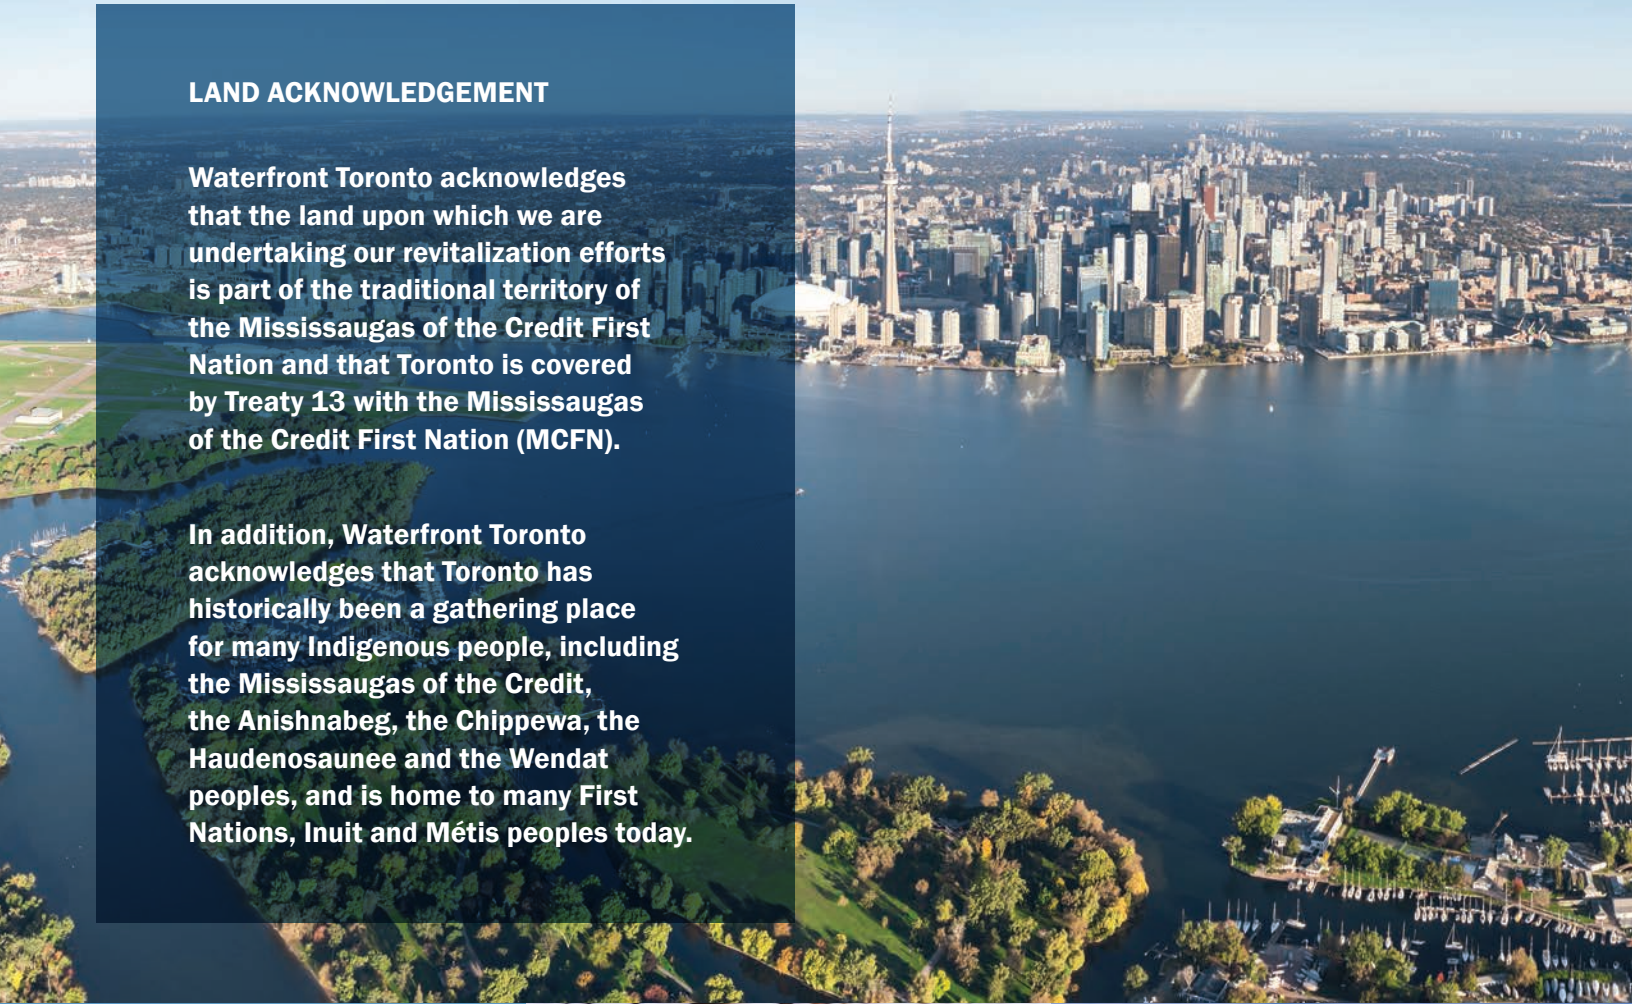 LAND ACKNOWLEDGEMENT
Waterfront Toronto acknowledges
that the land upon which we are
undertaking our revitalization efforts
is part of the traditional territory of
the Mississaugas of the Credit First
Nation and that Toronto is covered
by Treaty 13 with the Mississaugas
of the Credit First Nation (MCFN).
In addition, Waterfront Toronto
acknowledges that Toronto has
historically been a gathering place
for many Indigenous people, including
the Mississaugas of the Credit,
the Anishnabeg, the Chippewa, the
Haudenosaunee and the Wendat
peoples, and is home to many First
Nations, Inuit and Métis peoples today.